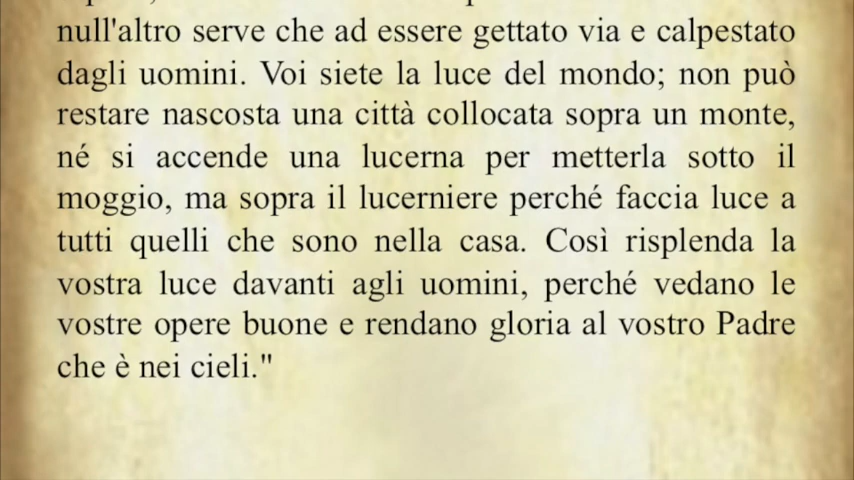 null'altro serve che ad essere gettato via e calpestato
dagli uomini. Voi siete la luce del mondo; non può
restare nascosta una città collocata sopra un monte,
né si accende una lucerna per metterla sotto il
moggio, ma sopra il lucerniere perché faccia luce a
tutti quelli che sono nella casa. Così risplenda la
vostra luce davanti agli uomini, perché vedano le
vostre opere buone e rendano gloria al vostro Padre
che è nei cieli."